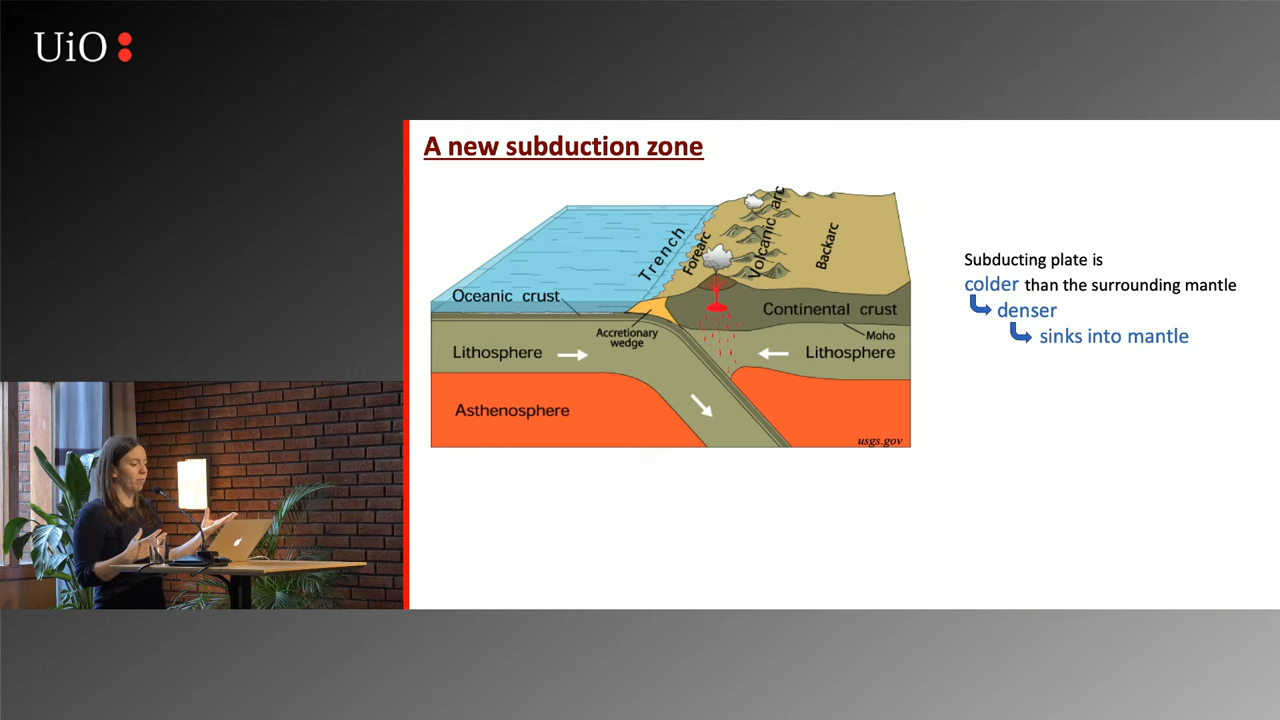 UiO:
A new subduction zone
Trench
Forearc
Volcanic arc
Backarc
Oceanic crust
Continental crust
Accretionary
wedge
Moho
Lithosphere
Lithosphere
Asthenosphere
usgs.gov
Subducting plate is
colder than the surrounding mantle
denser
sinks into mantle